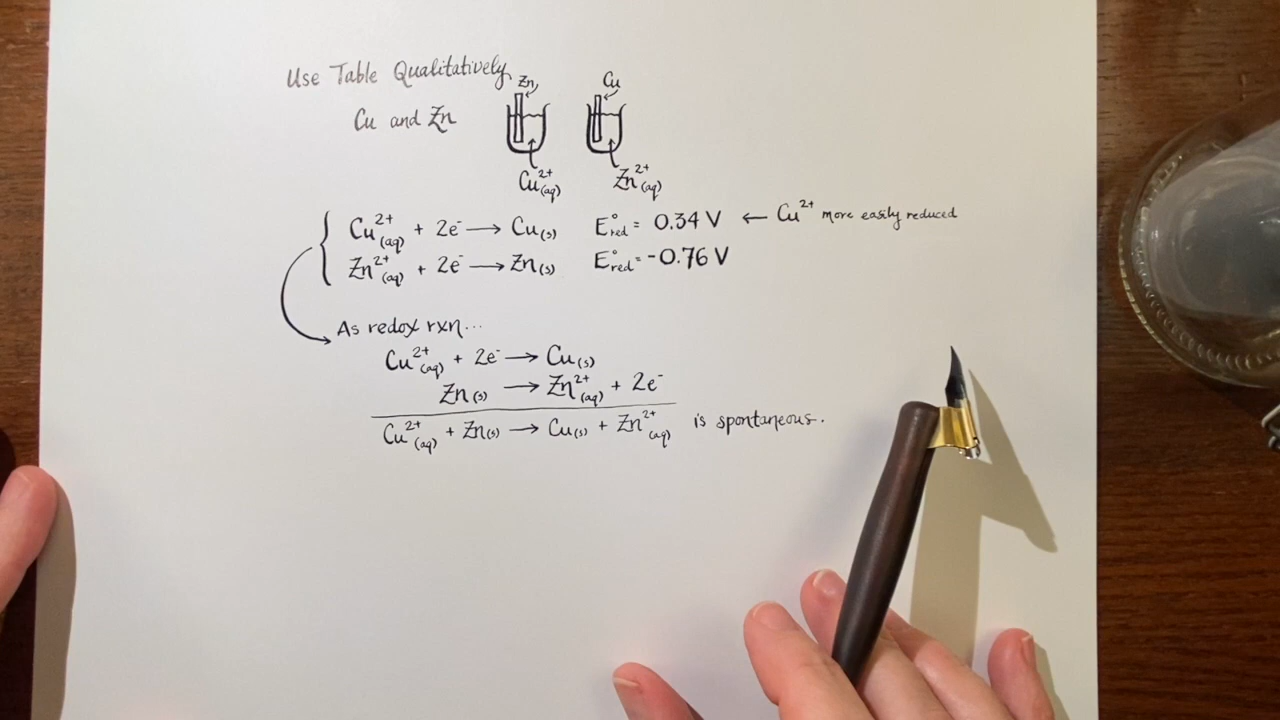 Use Table Qualitatively
Zn
Cu
Cu and Zn
Cu²⁺(aq)
Zn²⁺(aq)
Cu²⁺(aq) + 2e⁻ → Cu(s) E°red = 0.34 V ← Cu²⁺ more easily reduced
Zn²⁺(aq) + 2e⁻ → Zn(s) E°red = -0.76 V
As redox rxn...
Cu²⁺(aq) + 2e⁻ → Cu(s)
Zn(s) → Zn²⁺(aq) + 2e⁻
Cu²⁺(aq) + Zn(s) → Cu(s) + Zn²⁺(aq) is spontaneous.